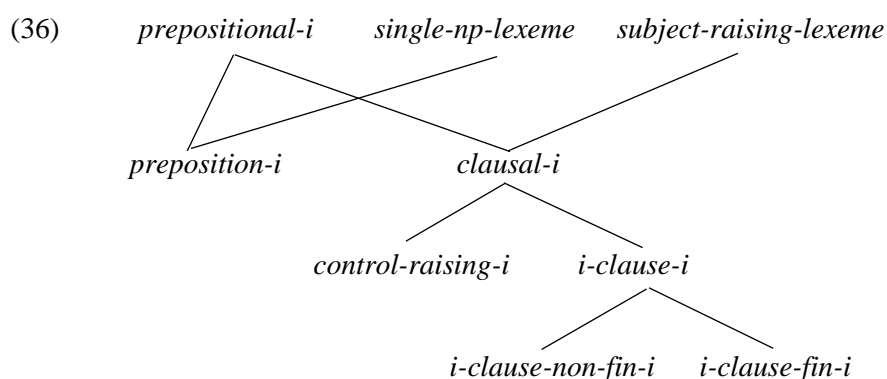 (36) prepositional-i single-np-lexeme subject-raising-lexeme
preposition-i clausal-i
control-raising-i i-clause-i
i-clause-non-fin-i i-clause-fin-i